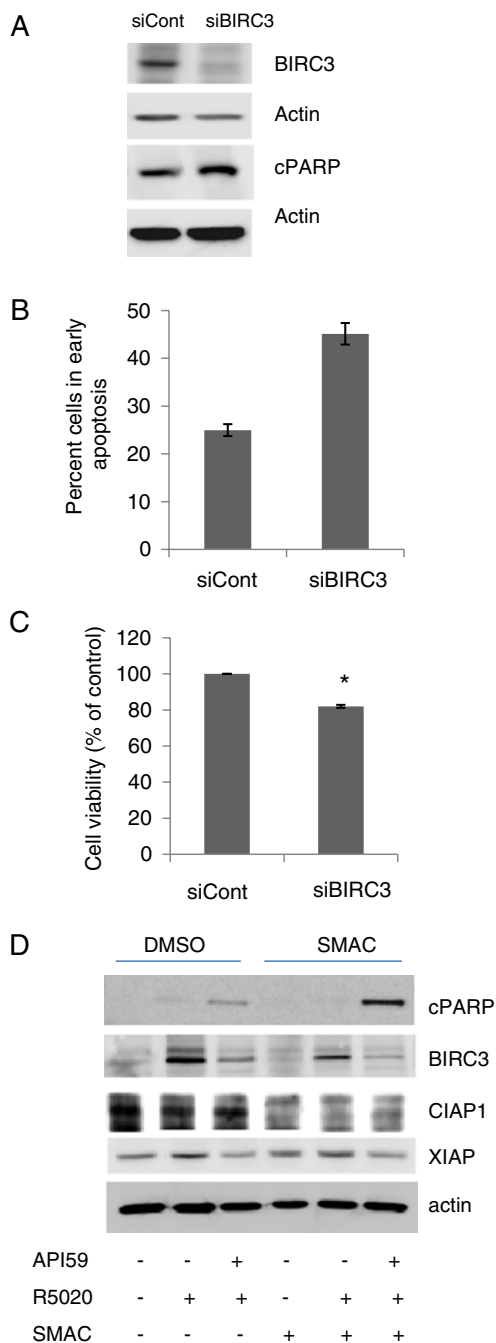 A
siCont siBIRC3
BIRC3
Actin
cPARP
Actin
B
Percent cells in early
apoptosis
50
40
30
20
10
0
siCont siBIRC3
C
Cell viability (% of control)
120
100
80
60
40
20
0
*
siCont siBIRC3
D
DMSO SMAC
cPARP
BIRC3
CIAP1
XIAP
actin
API59 - - + - - +
R5020 - + + - + +
SMAC - - - + + +